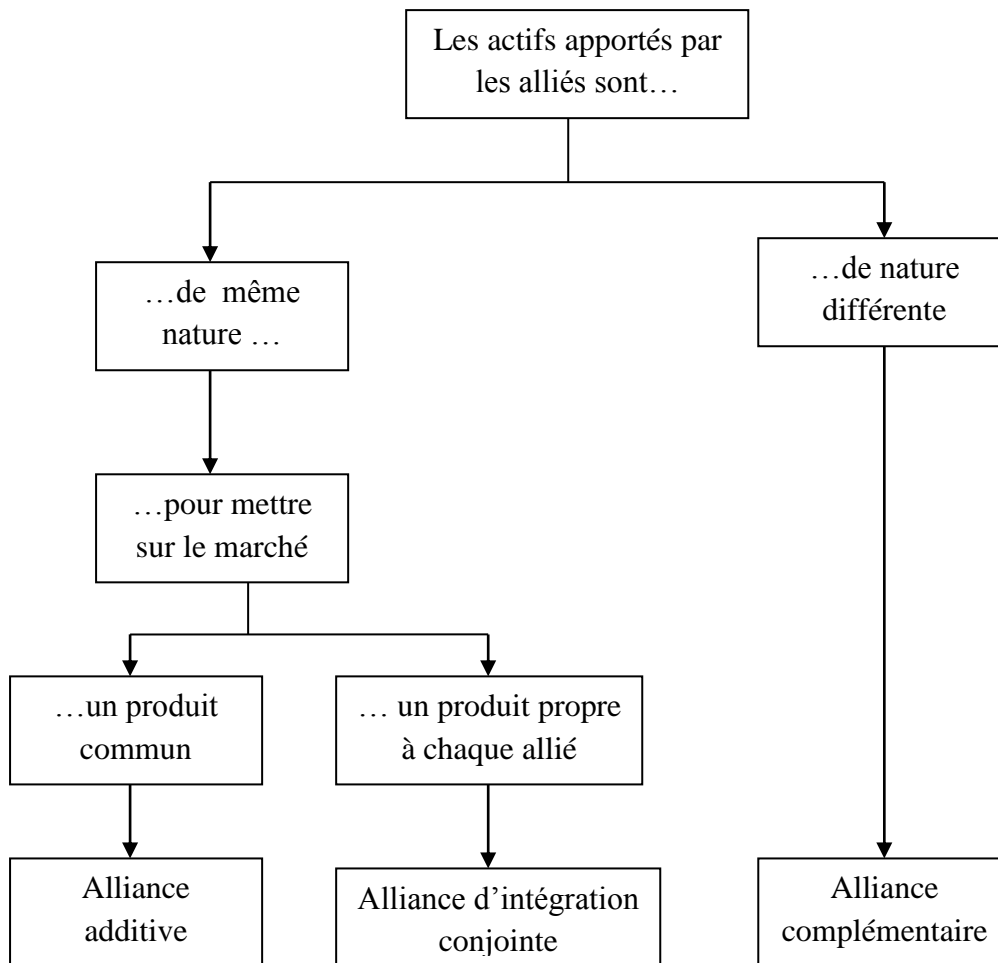 Les actifs apportés par
les alliés sont…
…de même
nature …
…de nature
différente
…pour mettre
sur le marché
…un produit
commun
… un produit propre
à chaque allié
Alliance
additive
Alliance d’intégration
conjointe
Alliance
complémentaire